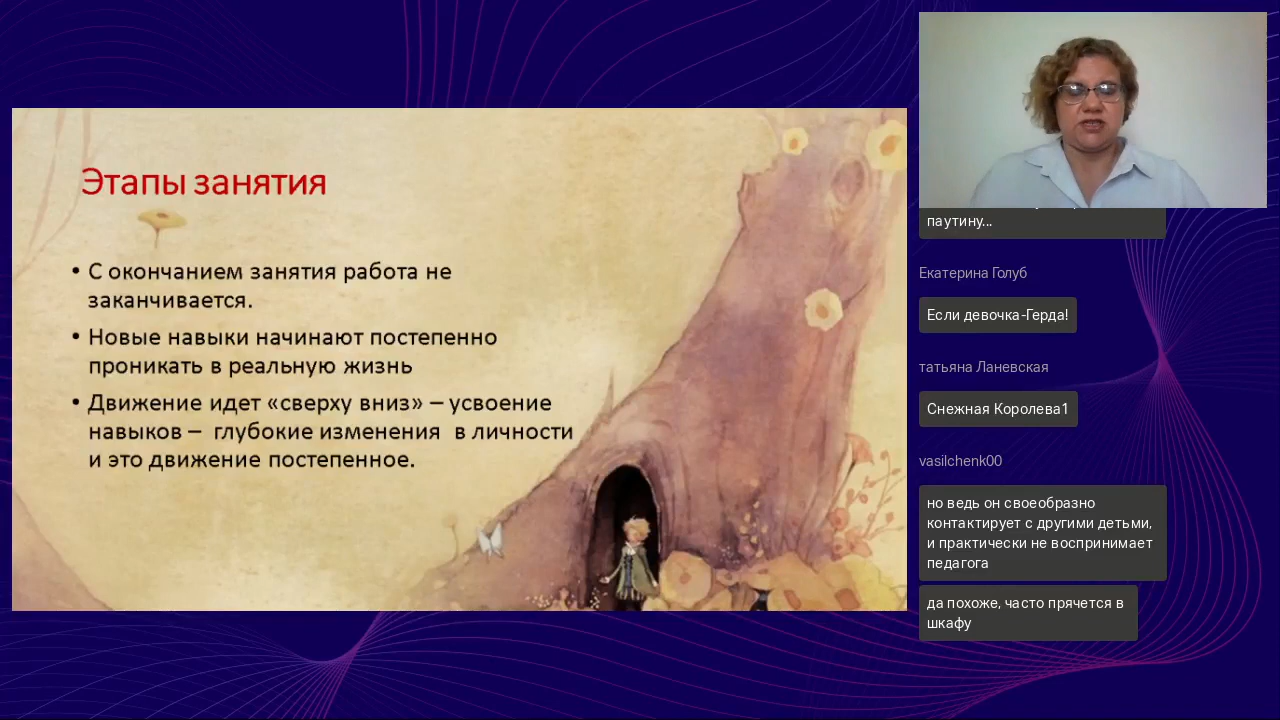 Этапы занятия
• С окончанием занятия работа не
заканчивается.
• Новые навыки начинают постепенно
проникать в реальную жизнь
• Движение идет «сверху вниз» – усвоение
навыков – глубокие изменения в личности
и это движение постепенное.
паутину...
Екатерина Голуб
Если девочка-Герда!
татьяна Ланевская
Снежная Королева1
vasilchenk00
но ведь он своеобразно
контактирует с другими детьми,
и практически не воспринимает
педагога
да похоже, часто прячется в
шкафу